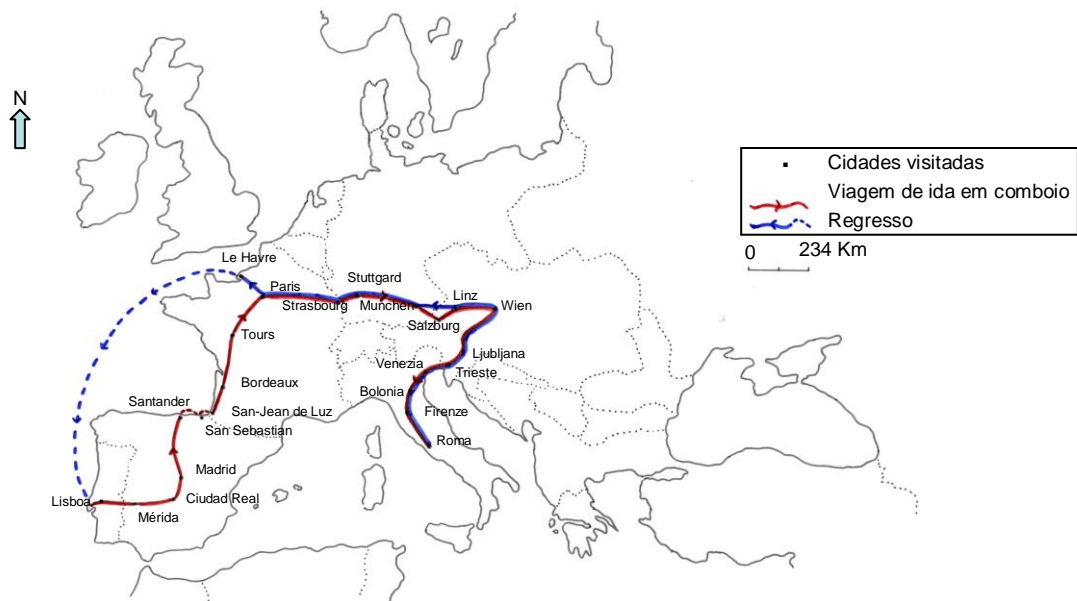 N
Cidades visitadas
Viagem de ida em comboio
Regresso
0 234 Km
Le Havre
Paris
Stuttgard
Strasbourg
Munchen
Linz
Wien
Salzburg
Tours
Ljubljana
Venezia
Trieste
Bordeaux
Bolonia
Santander
San-Jean de Luz
Firenze
San Sebastian
Roma
Madrid
Lisboa
Ciudad Real
Mérida